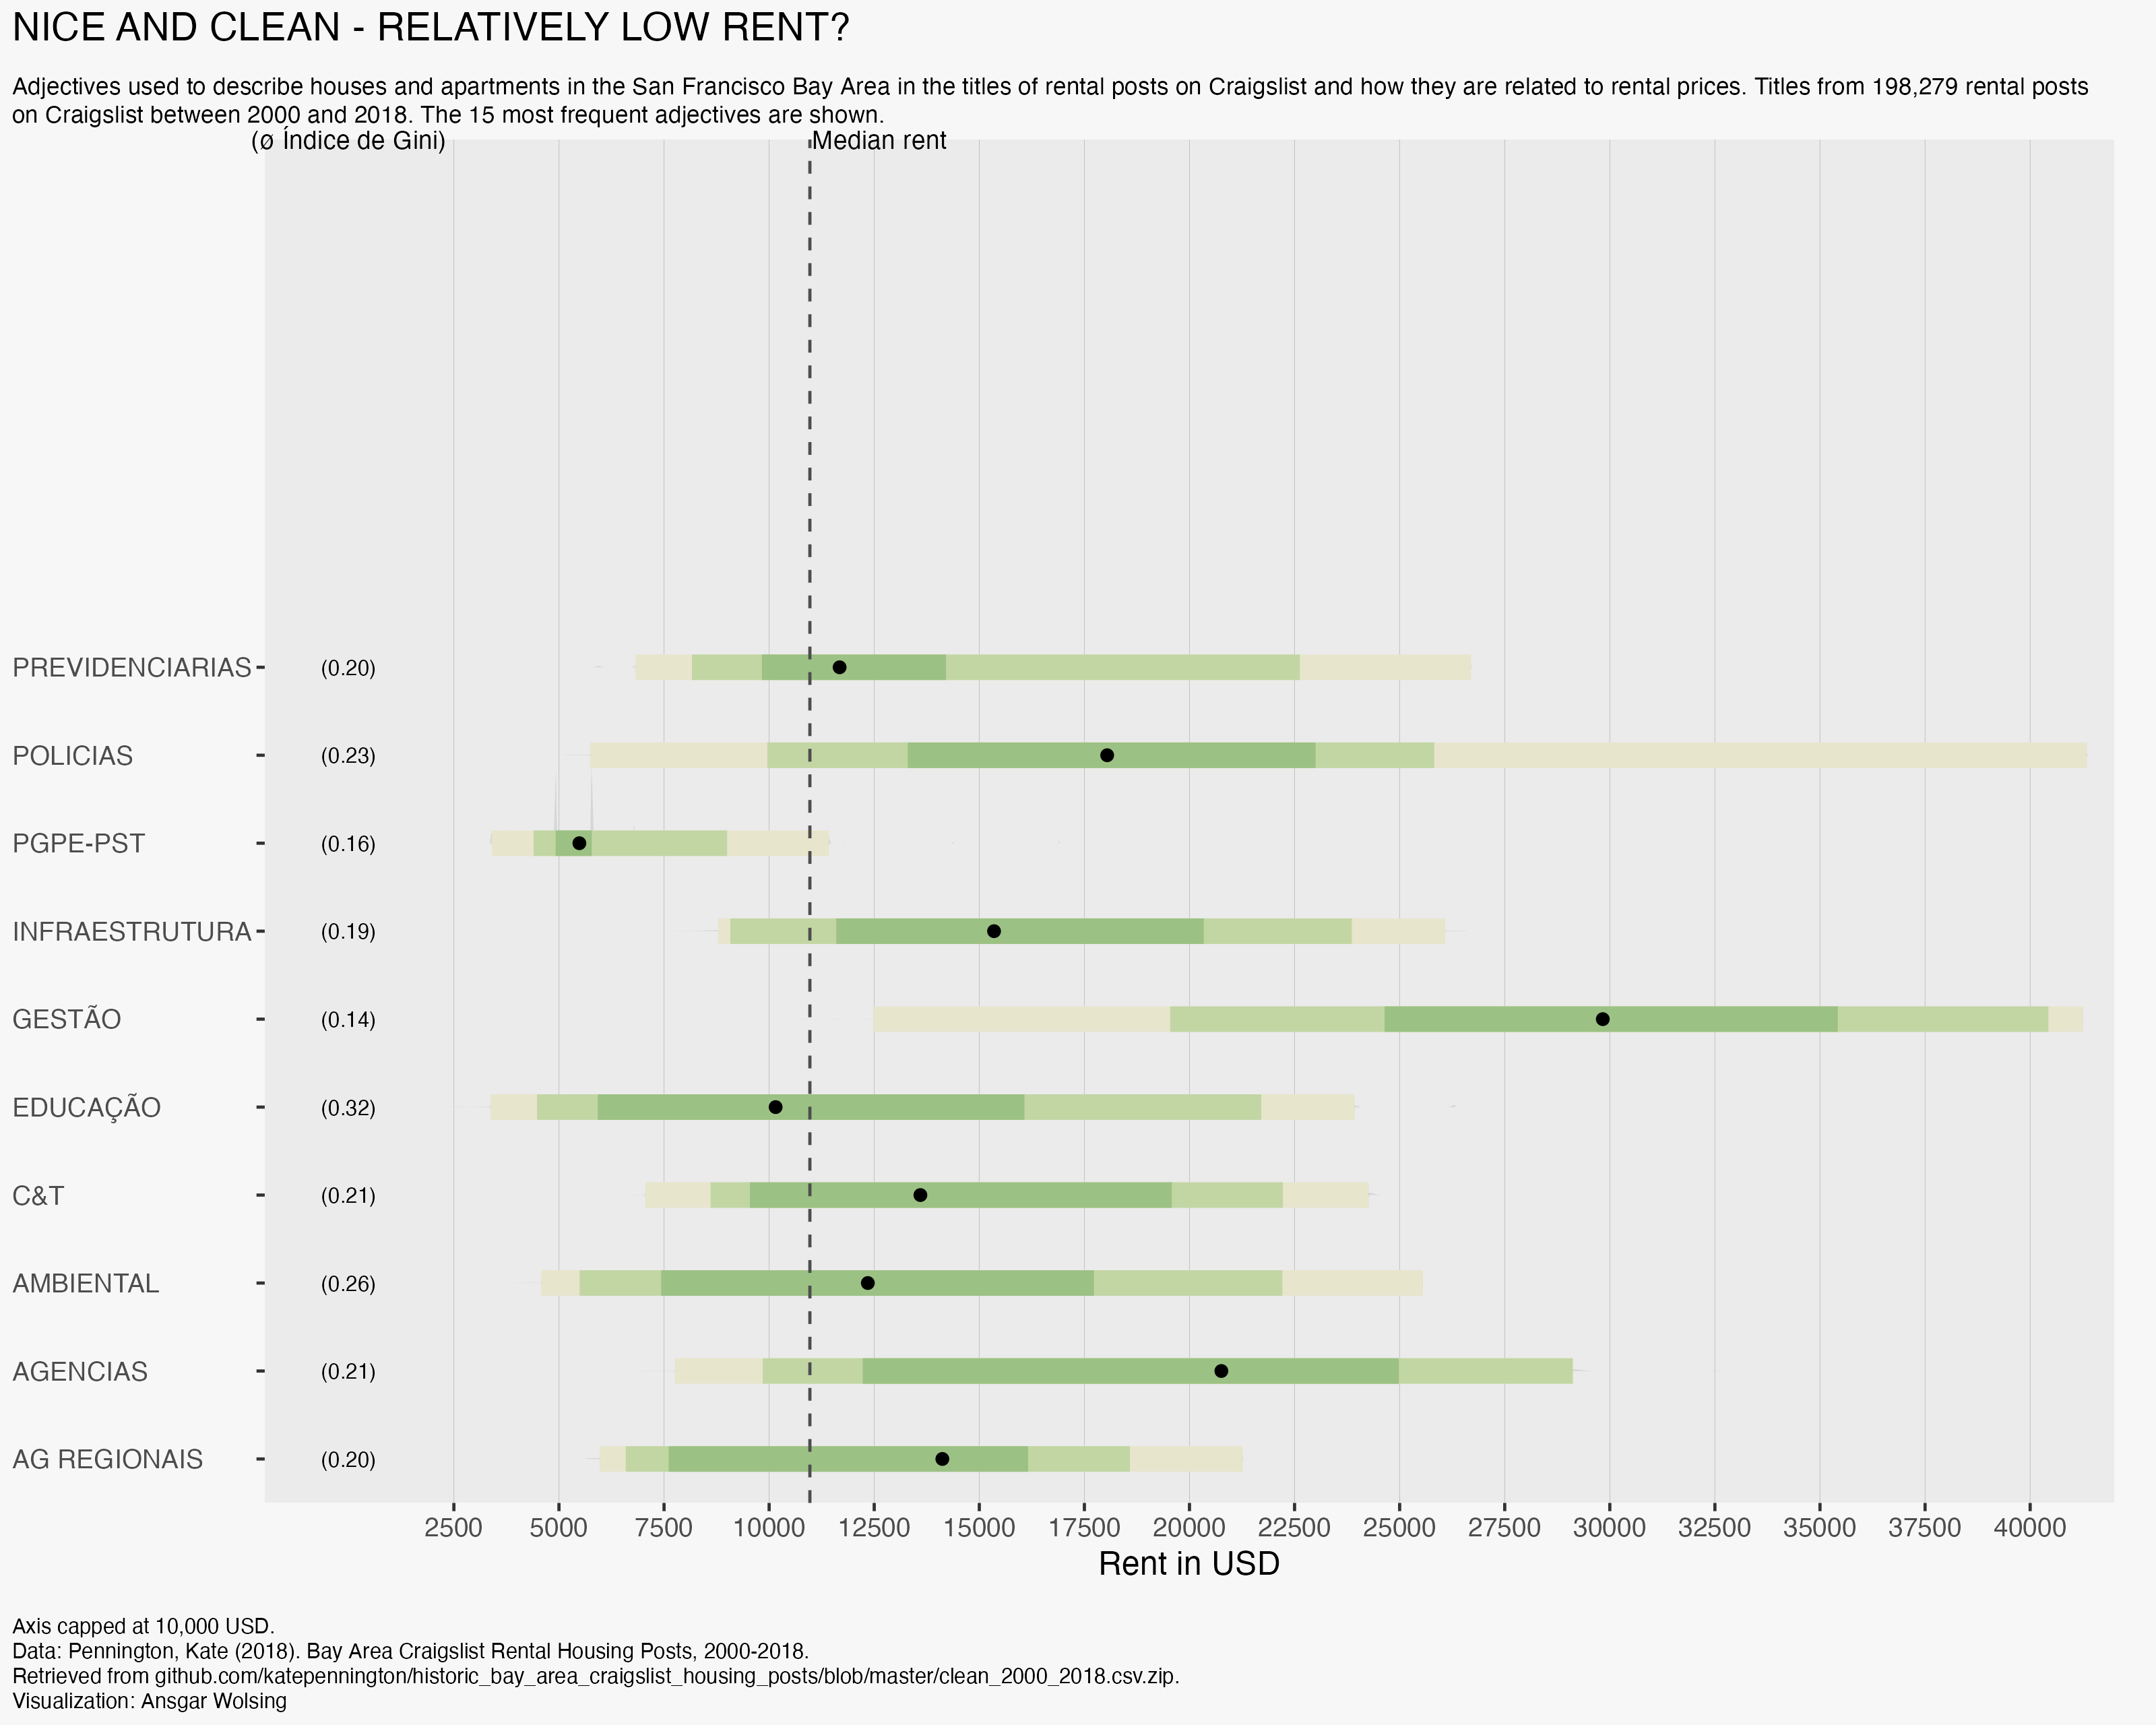 NICE AND CLEAN - RELATIVELY LOW RENT?
Adjectives used to describe houses and apartments in the San Francisco Bay Area in the titles of rental posts on Craigslist and how they are related to rental prices. Titles from 198,279 rental posts
on Craigslist between 2000 and 2018. The 15 most frequent adjectives are shown.
(ø Índice de Gini) Median rent
PREVIDENCIARIAS (0.20)
POLICIAS (0.23)
PGPE-PST (0.16)
INFRAESTRUTURA (0.19)
GESTÃO (0.14)
EDUCAÇÃO (0.32)
C&T (0.21)
AMBIENTAL (0.26)
AGENCIAS (0.21)
AG REGIONAIS (0.20)
2500 5000 7500 10000 12500 15000 17500 20000 22500 25000 27500 30000 32500 35000 37500 40000
Rent in USD
Axis capped at 10,000 USD.
Data: Pennington, Kate (2018). Bay Area Craigslist Rental Housing Posts, 2000-2018.
Retrieved from github.com/katepennington/historic_bay_area_craigslist_housing_posts/blob/master/clean_2000_2018.csv.zip.
Visualization: Ansgar Wolsing